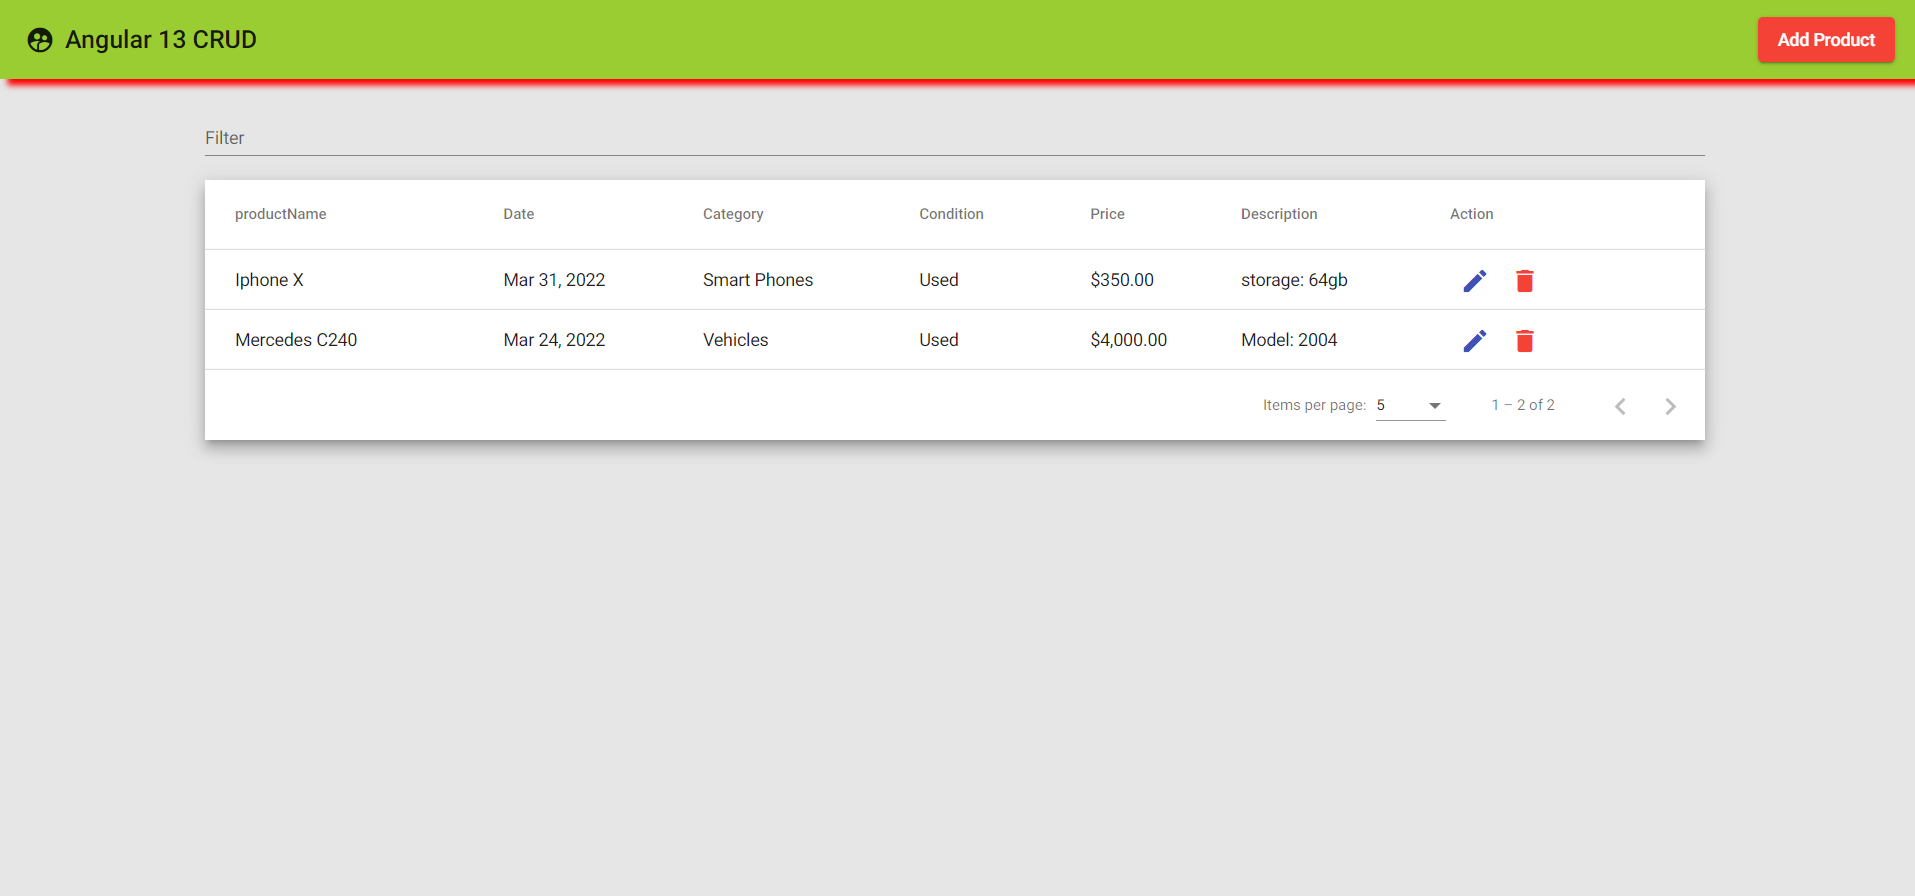 Angular 13 CRUD
Add Product
Filter
productName Date Category Condition Price Description Action
Iphone X Mar 31, 2022 Smart Phones Used $350.00 storage: 64gb
Mercedes C240 Mar 24, 2022 Vehicles Used $4,000.00 Model: 2004
Items per page: 5 1 – 2 of 2